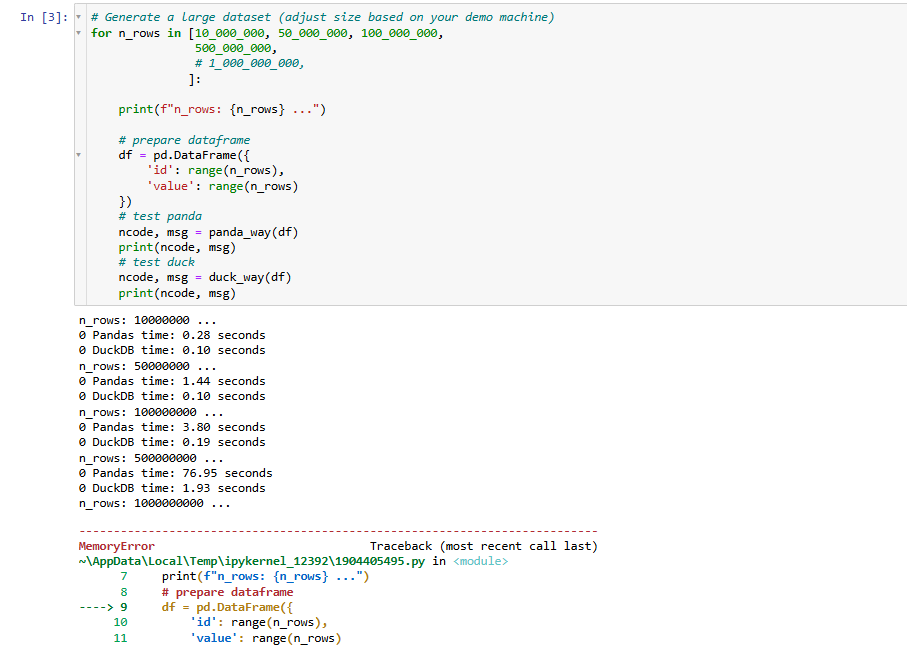 In [3]:
# Generate a large dataset (adjust size based on your demo machine)
for n_rows in [10_000_000, 50_000_000, 100_000_000,
500_000_000,
# 1_000_000_000,
]:
print(f"n_rows: {n_rows} ...")
# prepare dataframe
df = pd.DataFrame({
'id': range(n_rows),
'value': range(n_rows)
})
# test panda
ncode, msg = panda_way(df)
print(ncode, msg)
# test duck
ncode, msg = duck_way(df)
print(ncode, msg)
n_rows: 10000000 ...
0 Pandas time: 0.28 seconds
0 DuckDB time: 0.10 seconds
n_rows: 50000000 ...
0 Pandas time: 1.44 seconds
0 DuckDB time: 0.10 seconds
n_rows: 100000000 ...
0 Pandas time: 3.80 seconds
0 DuckDB time: 0.19 seconds
n_rows: 500000000 ...
0 Pandas time: 76.95 seconds
0 DuckDB time: 1.93 seconds
n_rows: 1000000000 ...
---------------------------------------------------------------------------
MemoryError                               Traceback (most recent call last)
~\AppData\Local\Temp\ipykernel_12392\1904405495.py in <module>
7     print(f"n_rows: {n_rows} ...")
8     # prepare dataframe
----> 9     df = pd.DataFrame({
10         'id': range(n_rows),
11         'value': range(n_rows)